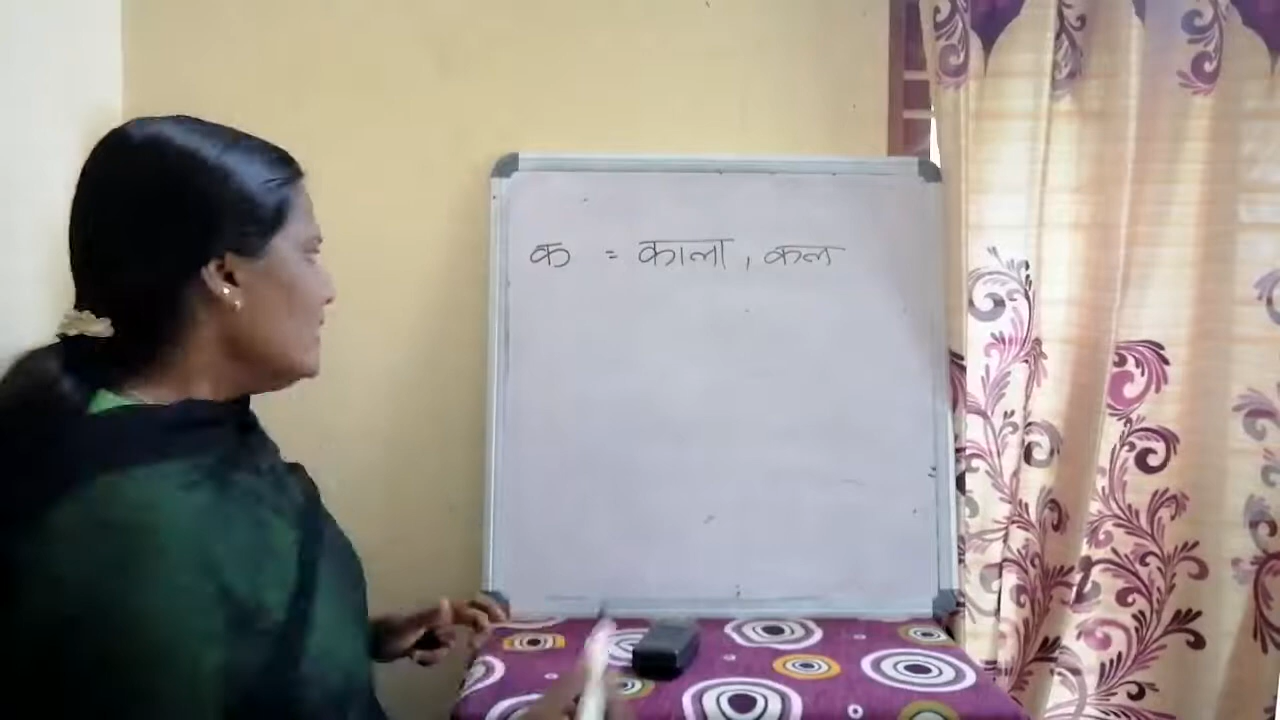 क = काला, कल